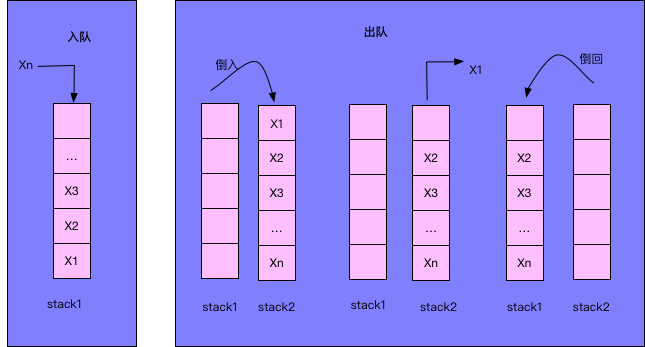 入队
Xn
...
X3
X2
X1
stack1
出队
倒入
X1
X2
X3
...
Xn
stack1
stack2
X1
X2
X3
...
Xn
stack1
stack2
倒回
X2
X3
...
Xn
stack1
stack2